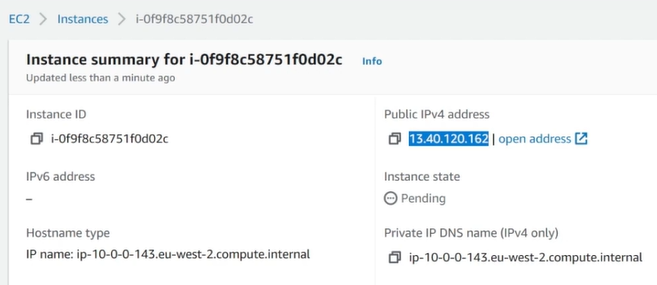 EC2 > Instances > i-0f9f8c58751f0d02c
Instance summary for i-0f9f8c58751f0d02c Info
Updated less than a minute ago
Instance ID
i-0f9f8c58751f0d02c
Public IPv4 address
13.40.120.162 | open address
IPv6 address
–
Instance state
Pending
Hostname type
IP name: ip-10-0-0-143.eu-west-2.compute.internal
Private IP DNS name (IPv4 only)
ip-10-0-0-143.eu-west-2.compute.internal